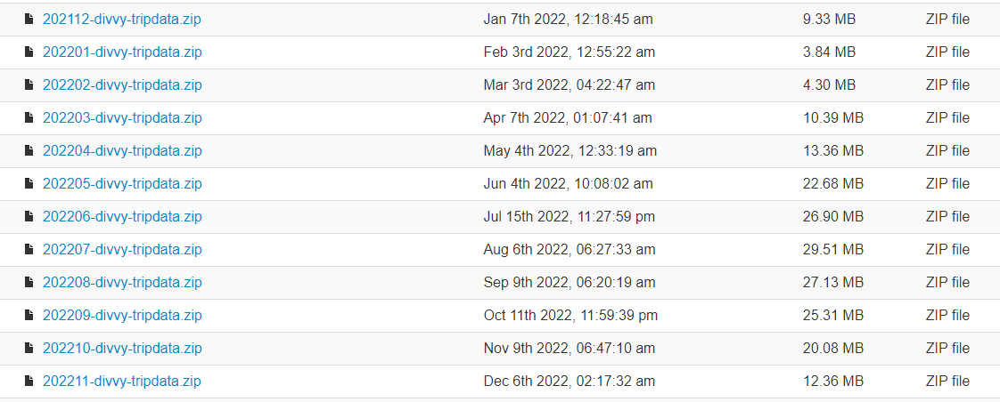 202112-divvy-tripdata.zip Jan 7th 2022, 12:18:45 am 9.33 MB ZIP file
202201-divvy-tripdata.zip Feb 3rd 2022, 12:55:22 am 3.84 MB ZIP file
202202-divvy-tripdata.zip Mar 3rd 2022, 04:22:47 am 4.30 MB ZIP file
202203-divvy-tripdata.zip Apr 7th 2022, 01:07:41 am 10.39 MB ZIP file
202204-divvy-tripdata.zip May 4th 2022, 12:33:19 am 13.36 MB ZIP file
202205-divvy-tripdata.zip Jun 4th 2022, 10:08:02 am 22.68 MB ZIP file
202206-divvy-tripdata.zip Jul 15th 2022, 11:27:59 pm 26.90 MB ZIP file
202207-divvy-tripdata.zip Aug 6th 2022, 06:27:33 am 29.51 MB ZIP file
202208-divvy-tripdata.zip Sep 9th 2022, 06:20:19 am 27.13 MB ZIP file
202209-divvy-tripdata.zip Oct 11th 2022, 11:59:39 pm 25.31 MB ZIP file
202210-divvy-tripdata.zip Nov 9th 2022, 06:47:10 am 20.08 MB ZIP file
202211-divvy-tripdata.zip Dec 6th 2022, 02:17:32 am 12.36 MB ZIP file